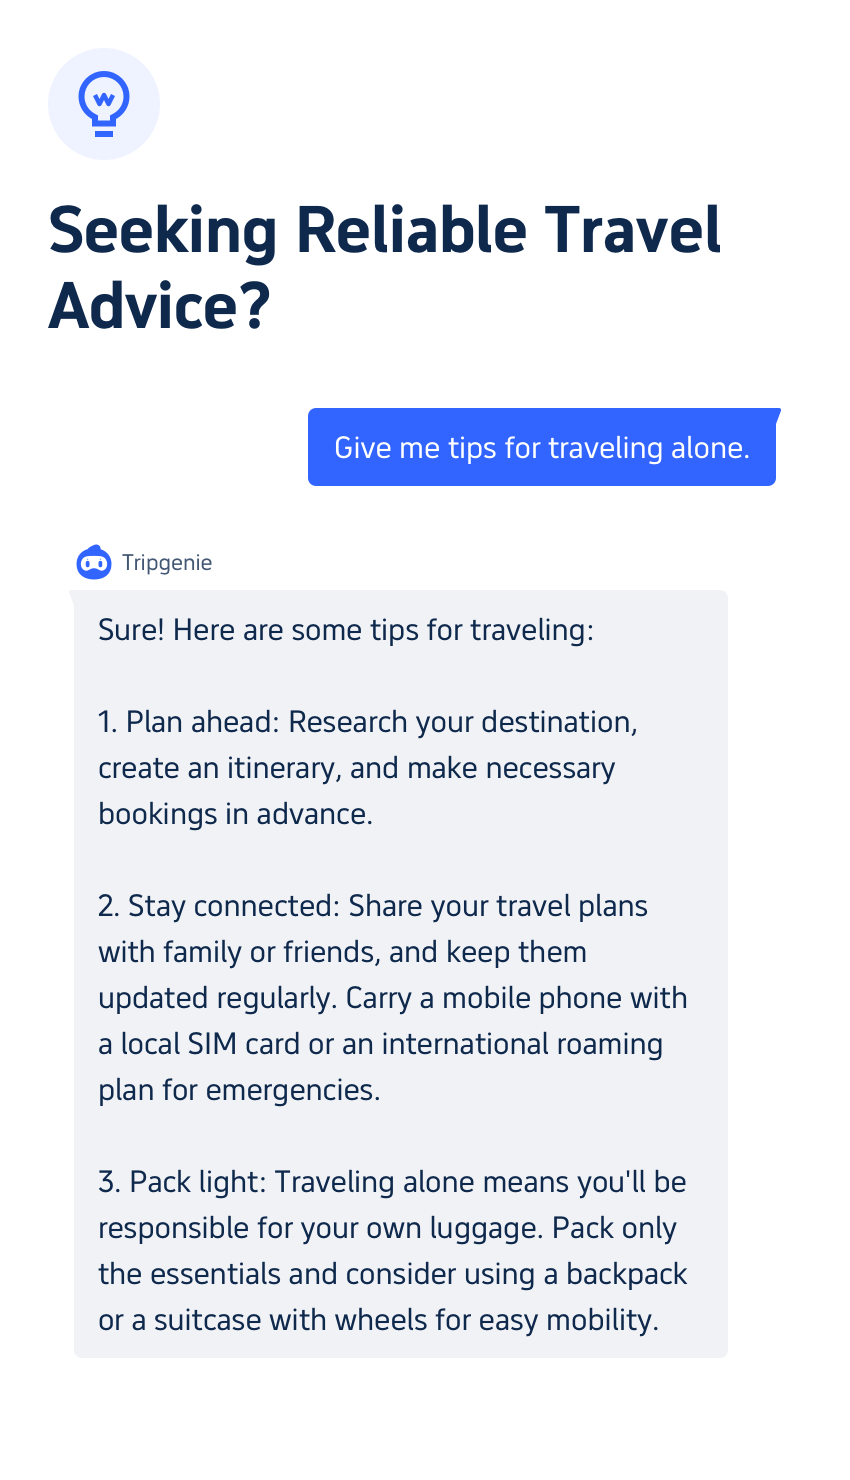 Seeking Reliable Travel
Advice?
Give me tips for traveling alone.
Tripgenie
Sure! Here are some tips for traveling:
1. Plan ahead: Research your destination,
create an itinerary, and make necessary
bookings in advance.
2. Stay connected: Share your travel plans
with family or friends, and keep them
updated regularly. Carry a mobile phone with
a local SIM card or an international roaming
plan for emergencies.
3. Pack light: Traveling alone means you'll be
responsible for your own luggage. Pack only
the essentials and consider using a backpack
or a suitcase with wheels for easy mobility.